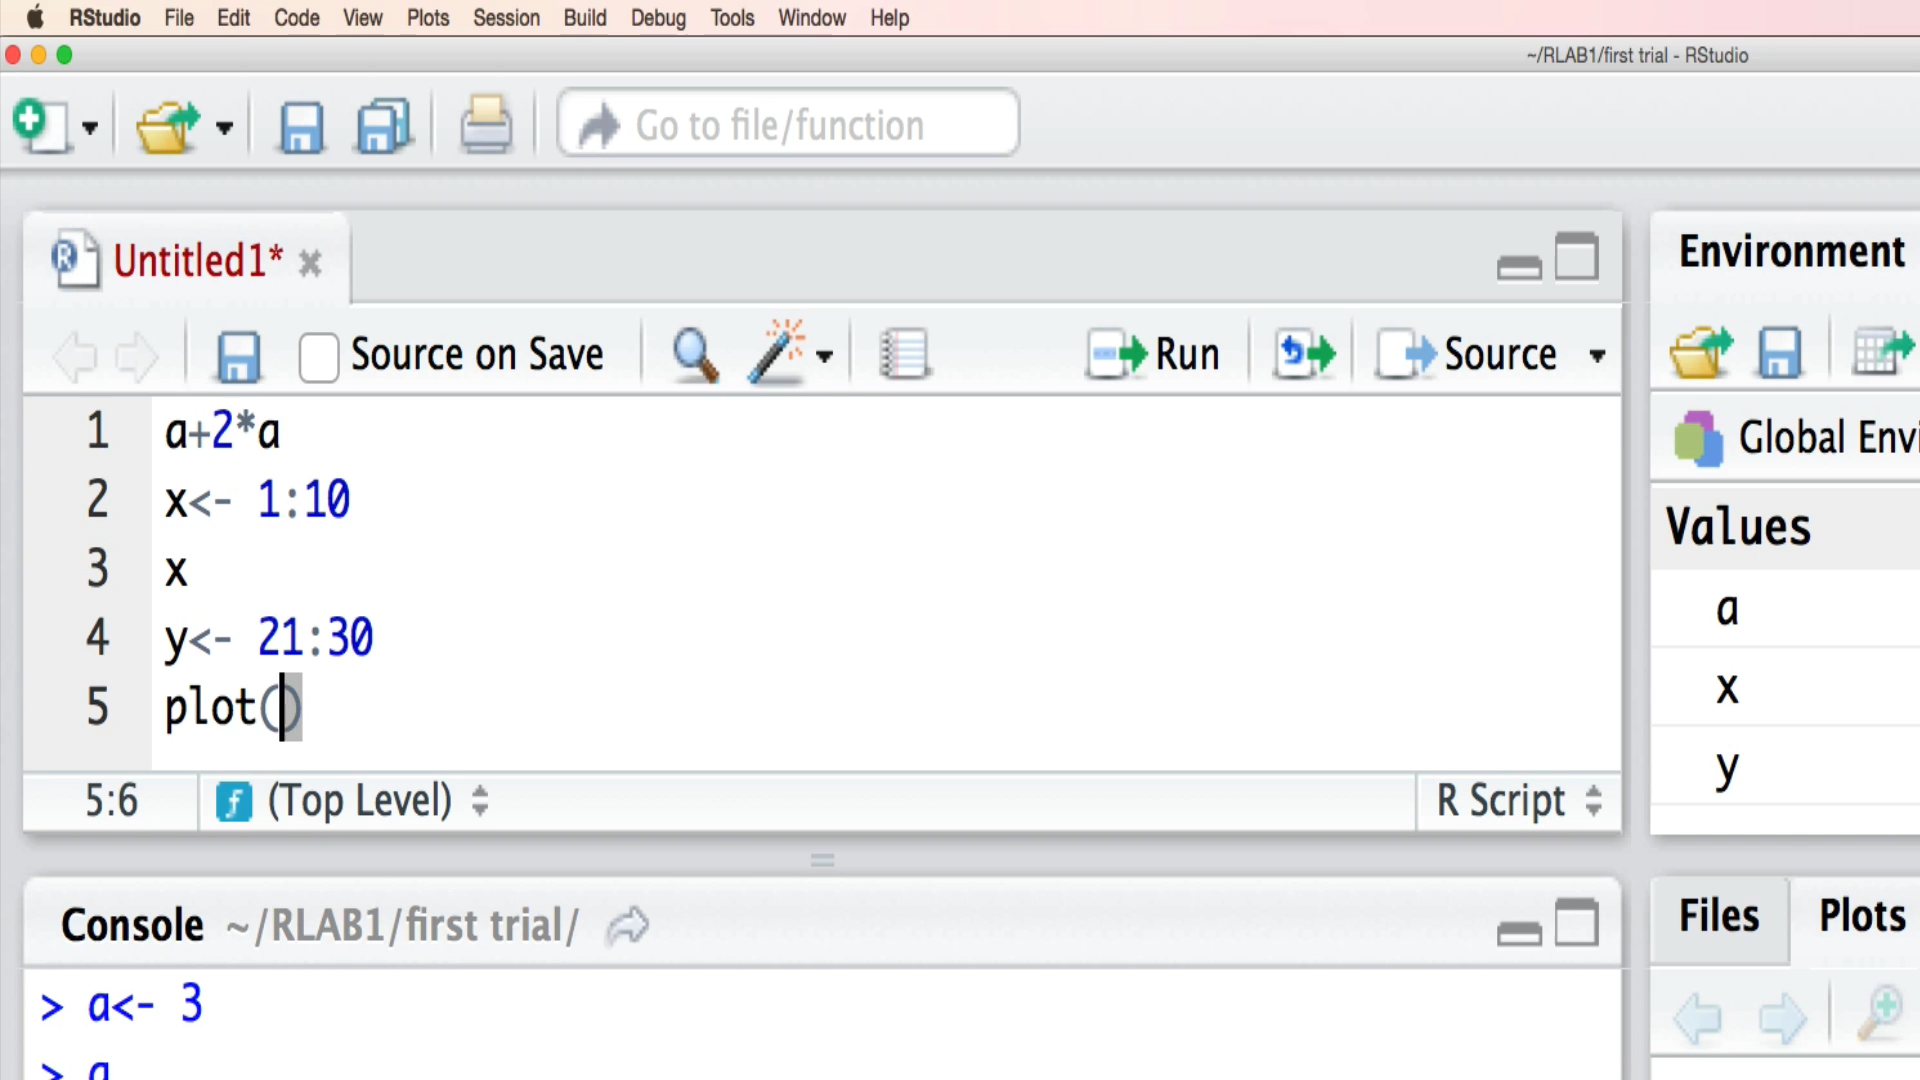 RStudio File Edit Code View Plots Session Build Debug Tools Window Help
~/RLAB1/first trial - RStudio
Go to file/function
Untitled1*
Environment
Source on Save
Run
Source
Global Envi
1 a+2*a
2 x<- 1:10
3 x
4 y<- 21:30
5 plot()
Values
a
x
y
5:6 (Top Level) R Script
Console ~/RLAB1/first trial/
Files Plots
> a<- 3
> a